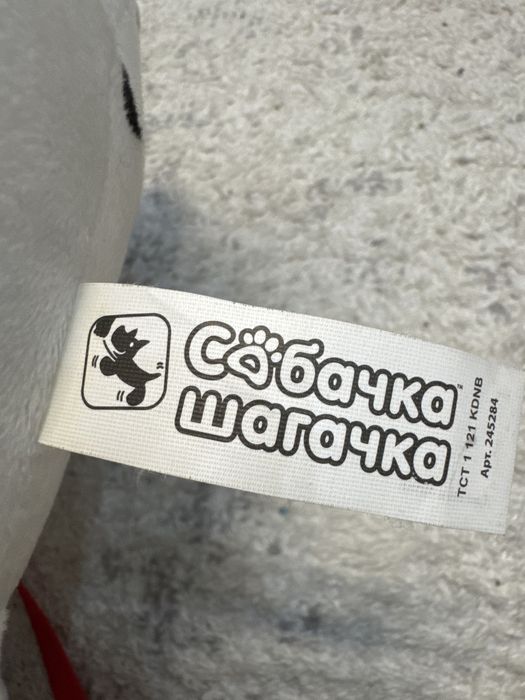 Собачка
шагачка
ТСТ 1 121 KDNB
Арт. 245284